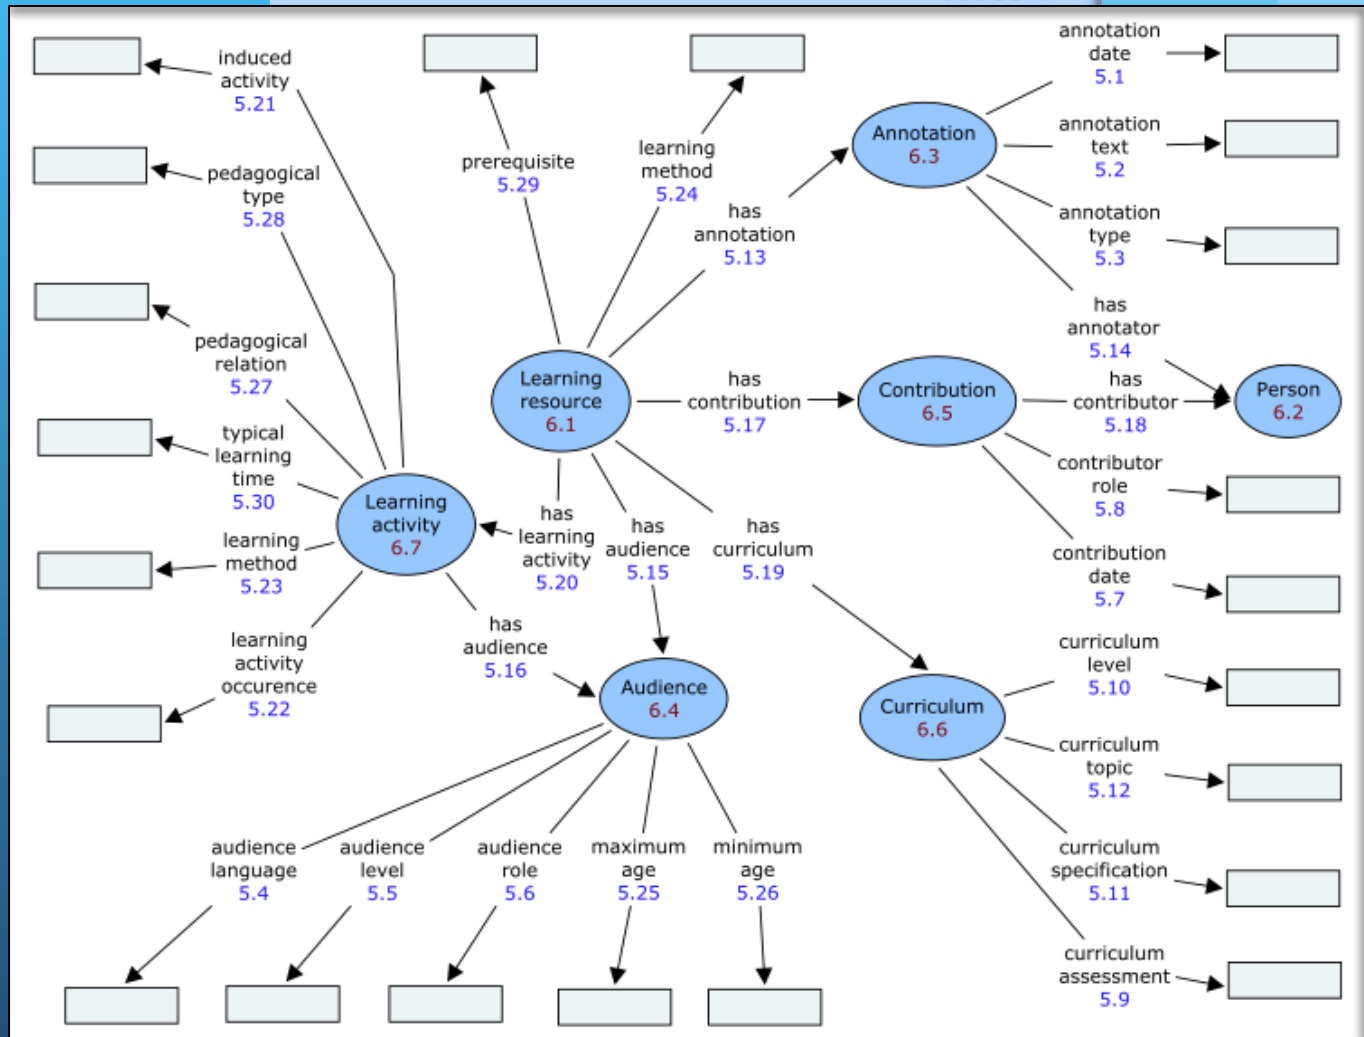 induced
activity
5.21
pedagogical
type
5.28
pedagogical
relation
5.27
typical
learning
time
5.30
learning
method
5.23
learning
activity
occurence
5.22
Learning
activity
6.7
prerequisite
5.29
learning
method
5.24
has
annotation
5.13
Learning
resource
6.1
has
contribution
5.17
has
learning
activity
5.20
has
audience
5.15
has
curriculum
5.19
has
audience
5.16
Annotation
6.3
annotation
date
5.1
annotation
text
5.2
annotation
type
5.3
has
annotator
5.14
Contribution
6.5
has
contributor
5.18
Person
6.2
contributor
role
5.8
contribution
date
5.7
Audience
6.4
audience
language
5.4
audience
level
5.5
audience
role
5.6
maximum
age
5.25
minimum
age
5.26
Curriculum
6.6
curriculum
level
5.10
curriculum
topic
5.12
curriculum
specification
5.11
curriculum
assessment
5.9